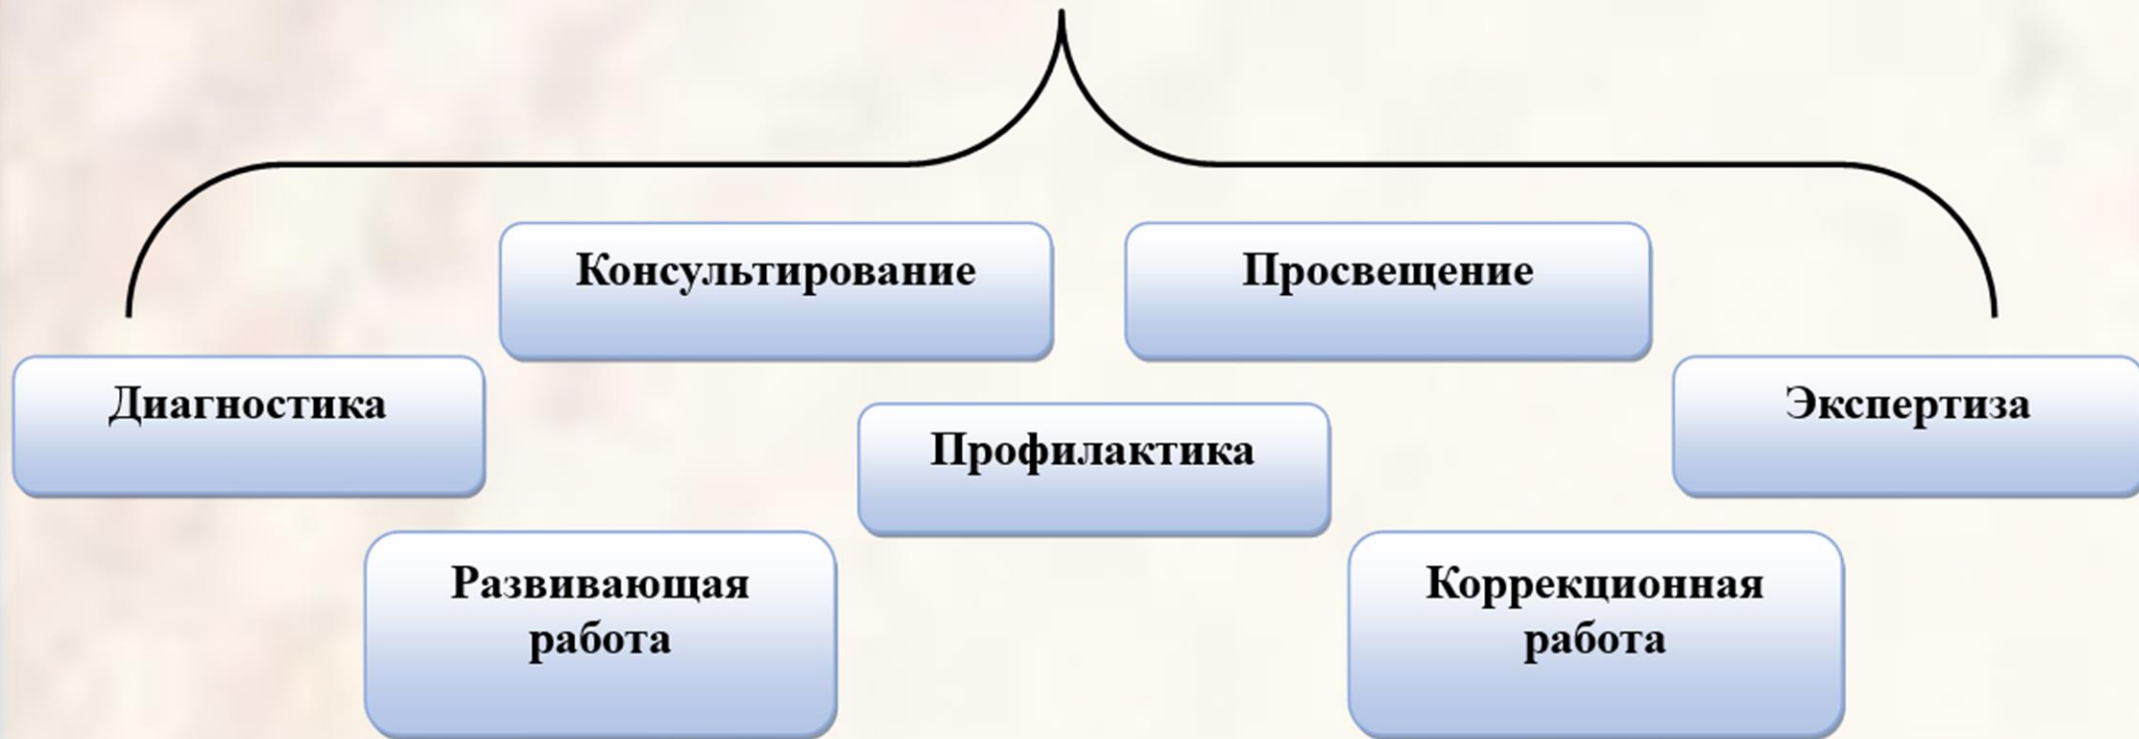 Консультирование
Просвещение
Диагностика
Экспертиза
Профилактика
Развивающая
работа
Коррекционная
работа